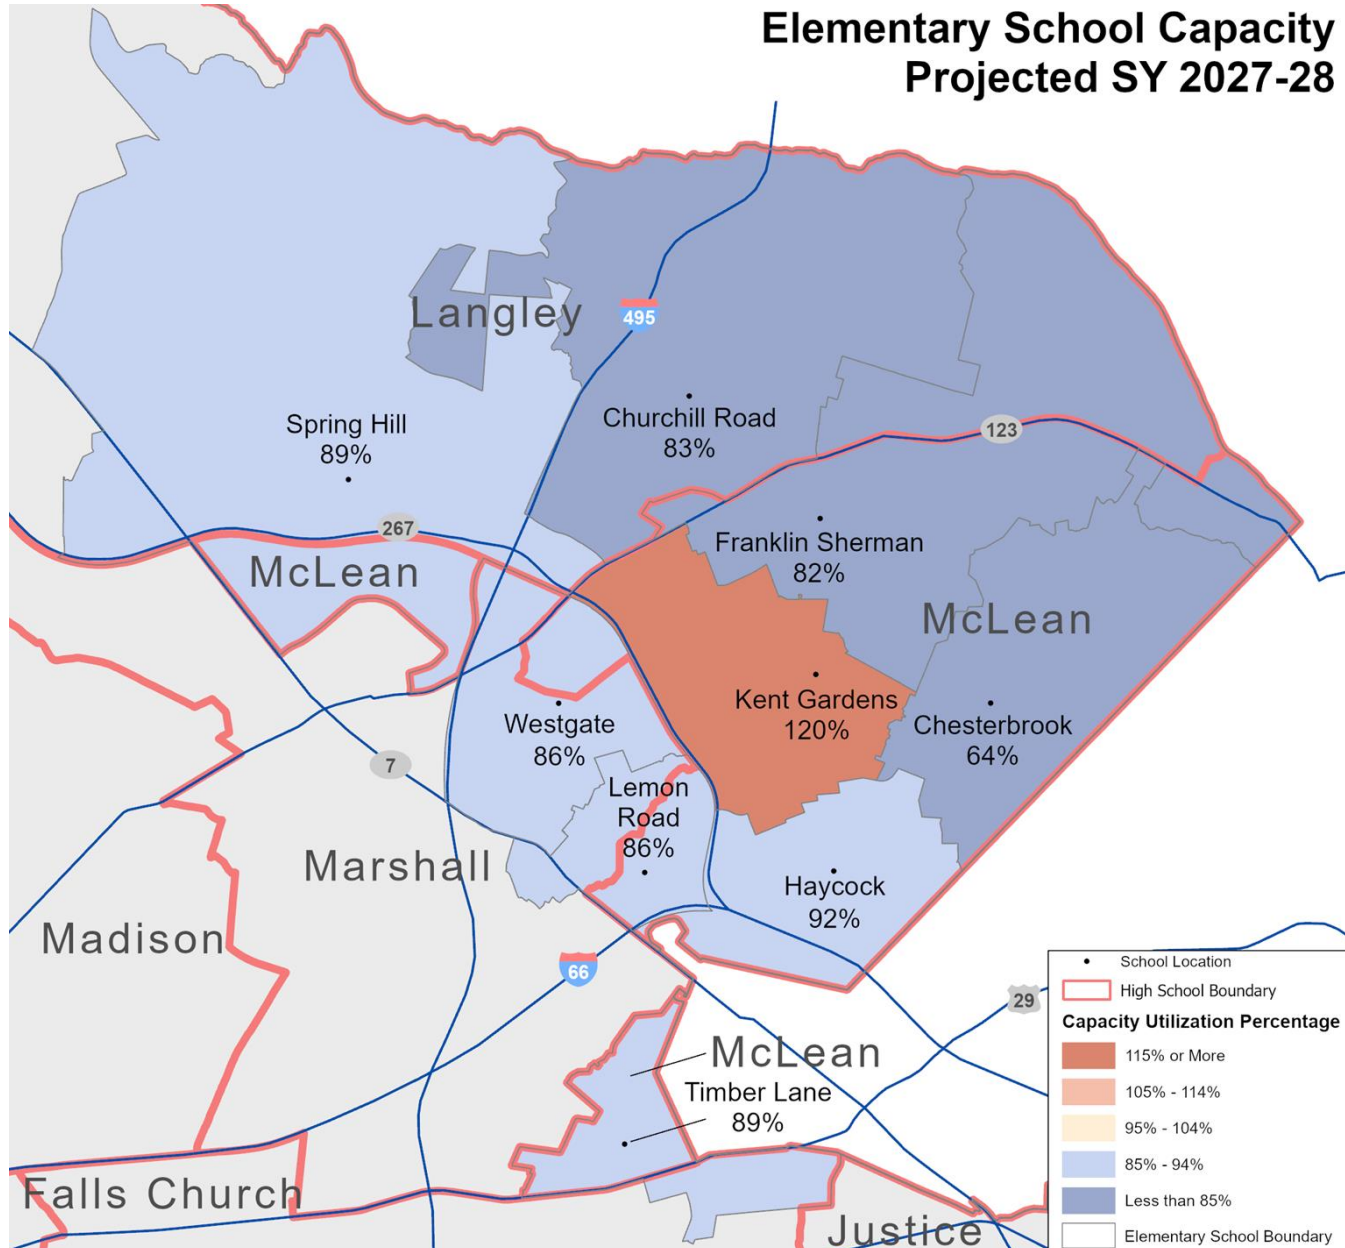 Elementary School Capacity
Projected SY 2027-28
Langley
495
Spring Hill
89%
Churchill Road
83%
123
267
McLean
Franklin Sherman
82%
McLean
Kent Gardens
120%
Chesterbrook
64%
Westgate
86%
7
Lemon
Road
86%
Marshall
Haycock
92%
Madison
66
29
McLean
Timber Lane
89%
Falls Church
Justice
School Location
High School Boundary
Capacity Utilization Percentage
115% or More
105% - 114%
95% - 104%
85% - 94%
Less than 85%
Elementary School Boundary